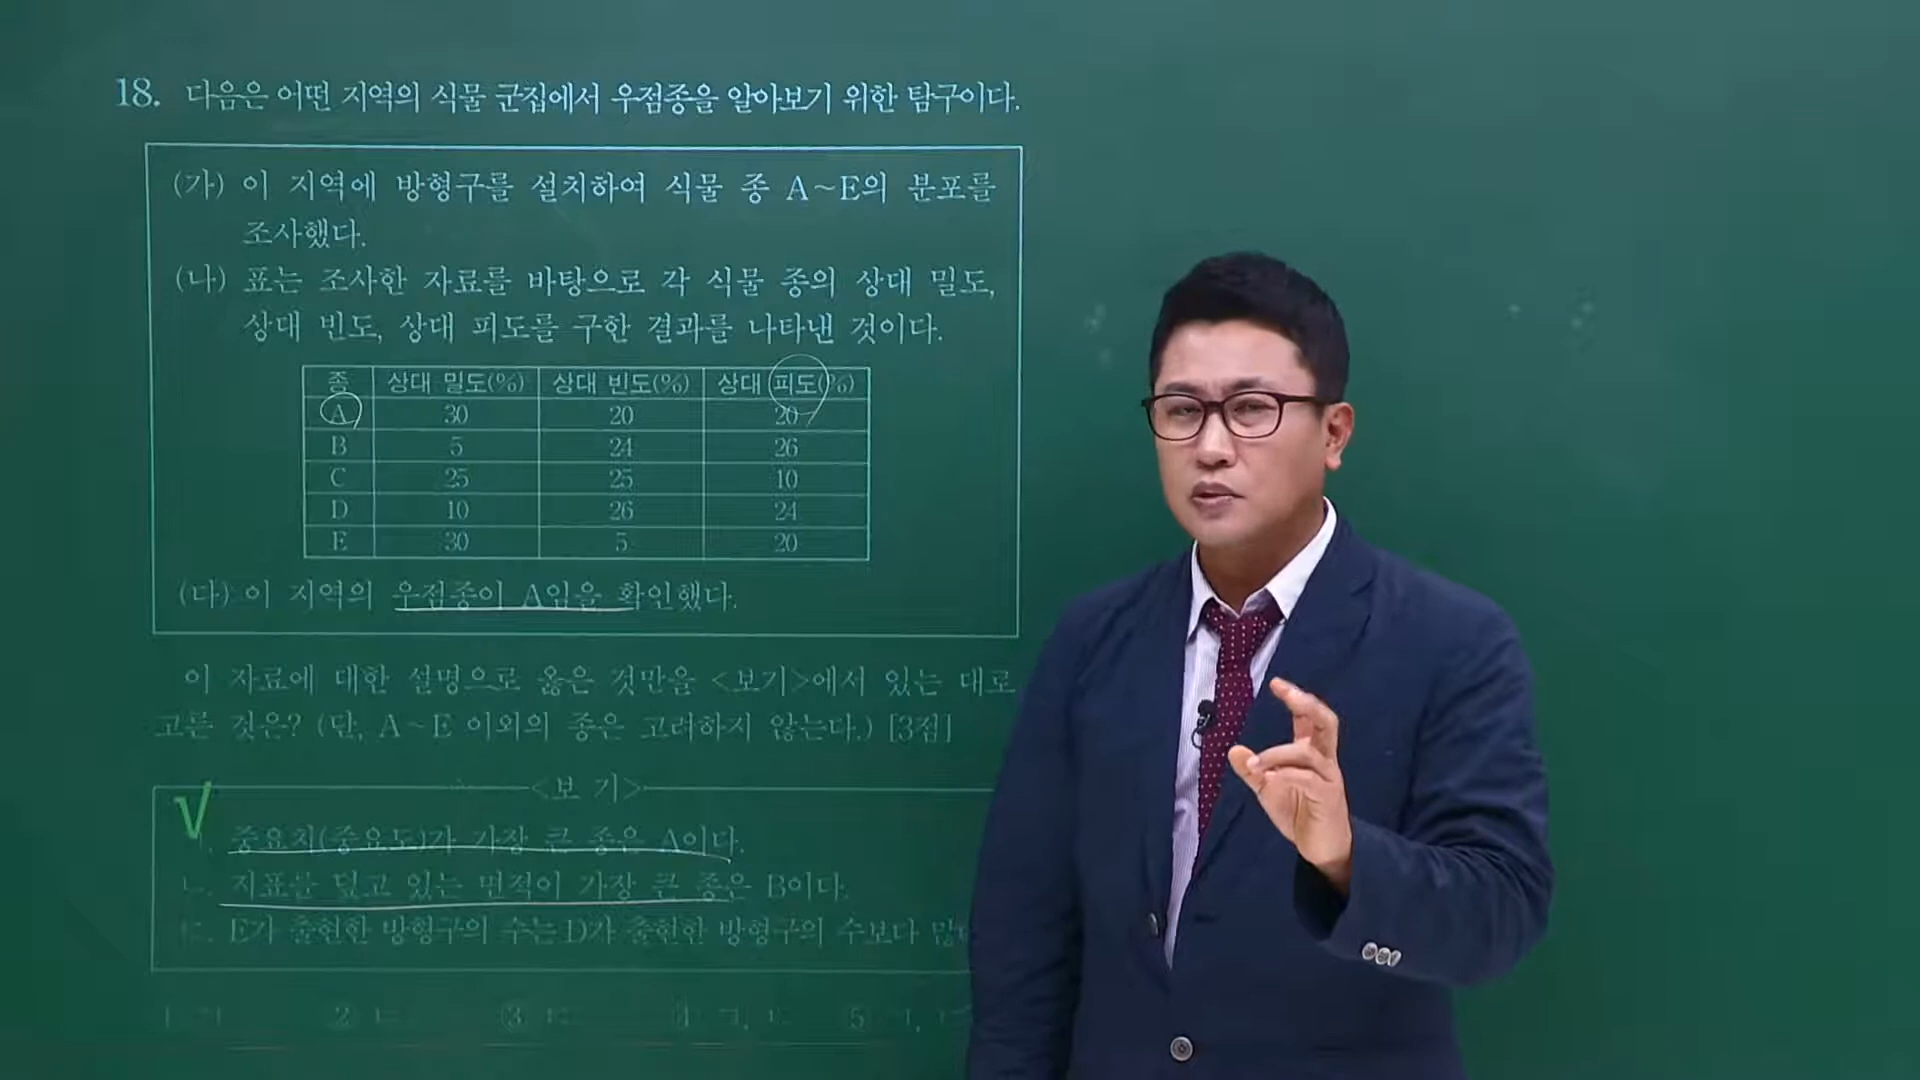 18. 다음은 어떤 지역의 식물 군집에서 우점종을 알아보기 위한 탐구이다.
(가) 이 지역에 방형구를 설치하여 식물 종 A~E의 분포를
조사했다.
(나) 표는 조사한 자료를 바탕으로 각 식물 종의 상대 밀도,
상대 빈도, 상대 피도를 구한 결과를 나타낸 것이다.
종 상대 밀도(%) 상대 빈도(%) 상대 피도(%)
A 30 20 20
B 5 24 26
C 25 25 10
D 10 26 24
E 30 5 20
(다) 이 지역의 우점종이 A임을 확인했다.
이 자료에 대한 설명으로 옳은 것만을 <보기>에서 있는 대로
고른 것은? (단, A~E 이외의 종은 고려하지 않는다.) [3점]
<보 기>
중요치(중요도)가 가장 큰 종은 A이다.
ㄴ. 지표를 덮고 있는 면적이 가장 큰 종은 B이다.
ㄷ. E가 출현한 방형구의 수는 D가 출현한 방형구의 수보다
② ㄴ ③ ㄷ